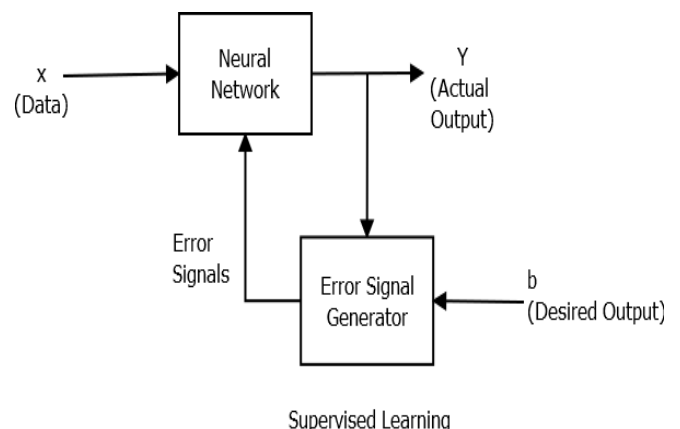 x
(Data)
Neural
Network
Y
(Actual
Output)
Error
Signals
Error Signal
Generator
b
(Desired Output)
Supervised Learning